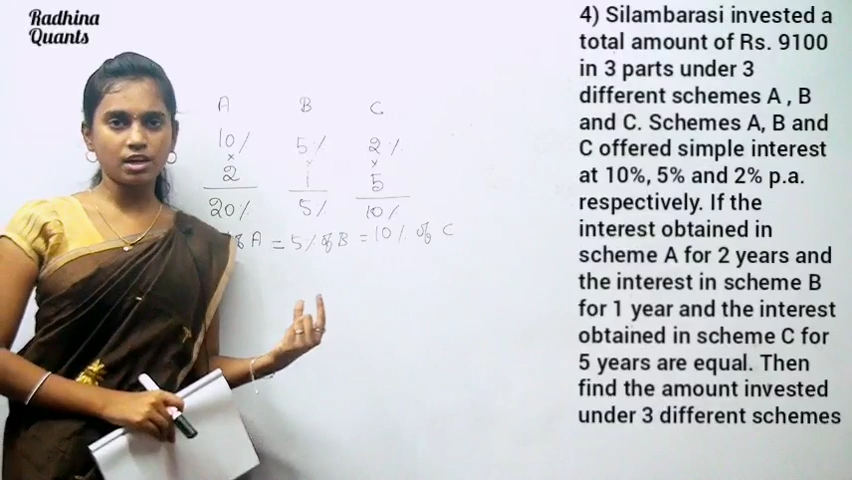 Radhina
Quants
A B C
10% 5% 2%
× × ×
2 1 5
20% 5% 10%
of A = 5% of B = 10% of C
4) Silambarasi invested a
total amount of Rs. 9100
in 3 parts under 3
different schemes A , B
and C. Schemes A, B and
C offered simple interest
at 10%, 5% and 2% p.a.
respectively. If the
interest obtained in
scheme A for 2 years and
the interest in scheme B
for 1 year and the interest
obtained in scheme C for
5 years are equal. Then
find the amount invested
under 3 different schemes